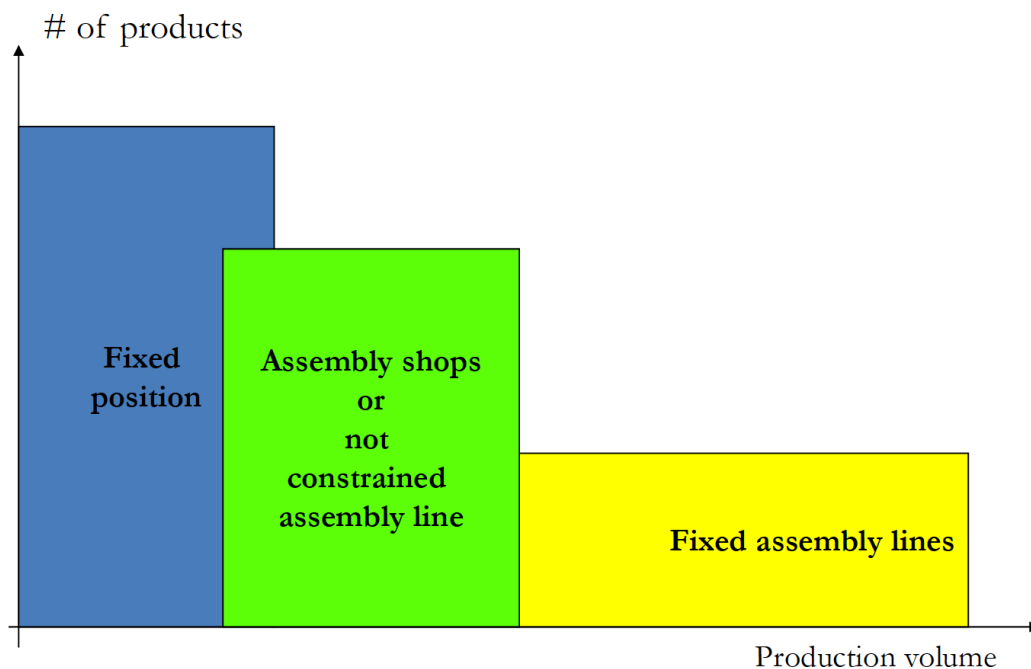 # of products
Fixed
position
Assembly shops
or
not
constrained
assembly line
Fixed assembly lines
Production volume